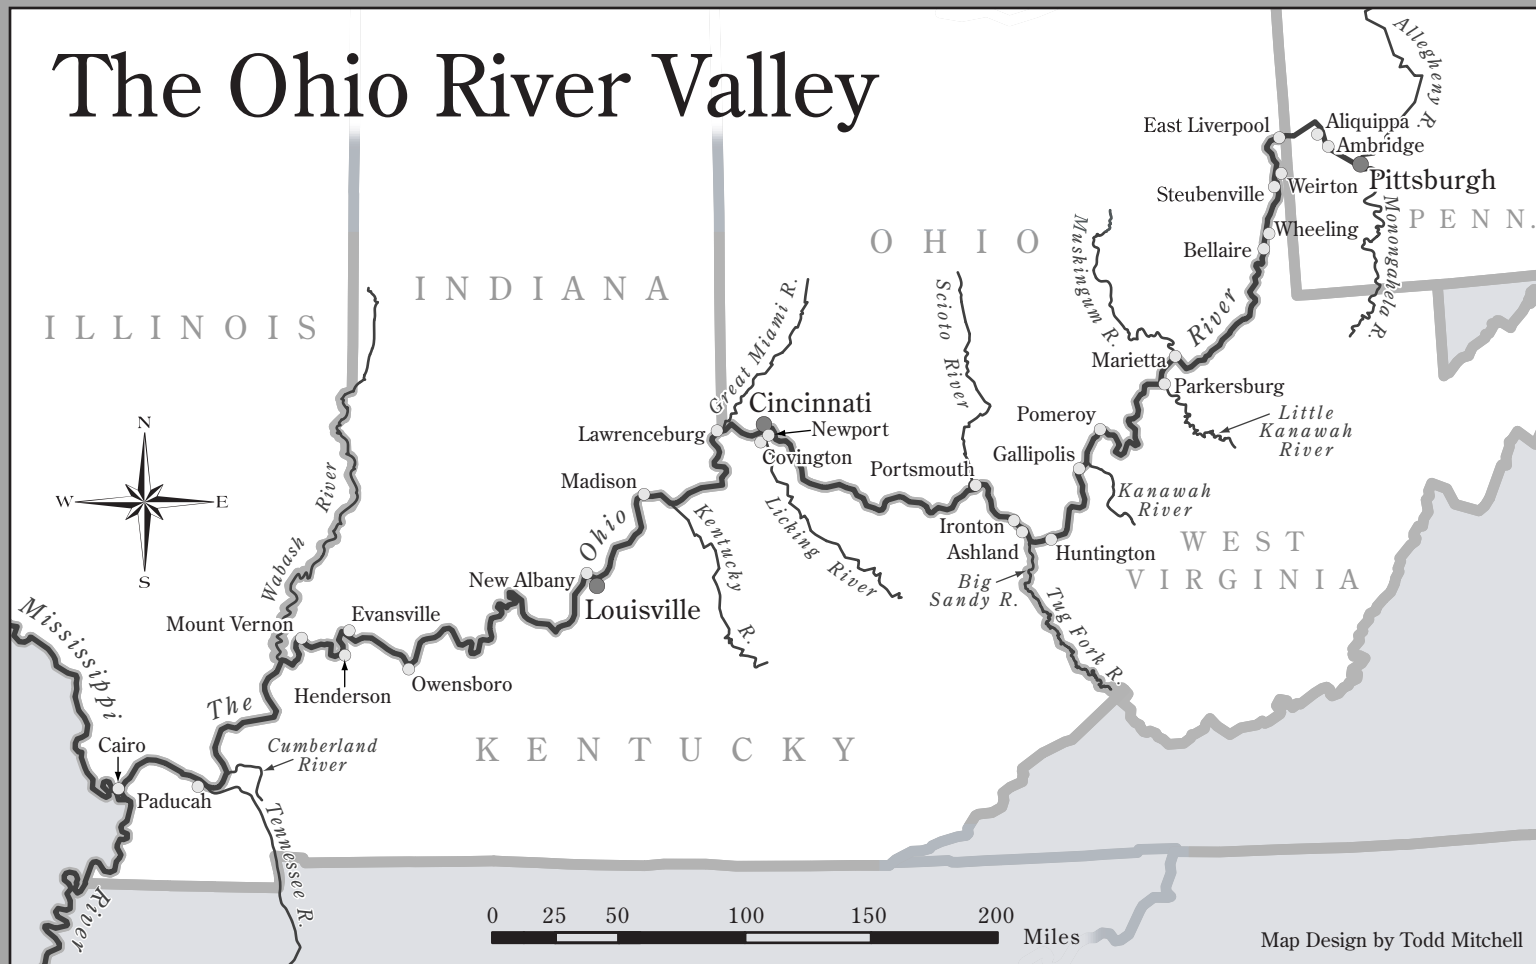 The Ohio River Valley
Allegheny R.
East Liverpool
Aliquippa
Ambridge
Pittsburgh
Weirton
Steubenville
PENN.
Monongahela R.
Wheeling
Bellaire
OHIO
Muskingum R.
INDIANA
ILLINOIS
Great Miami R.
Scioto River
River
Marietta
Parkersburg
Little
Kanawah
River
Cincinnati
Newport
Lawrenceburg
Covington
Pomeroy
Gallipolis
Portsmouth
Madison
Kanawah
River
N
W
E
S
Wabash River
Ohio
Kentucky R.
Licking River
Ironton
Ashland
Huntington
WEST
VIRGINIA
Big
Sandy R.
Tug Fork R.
New Albany
Louisville
Mississippi
Mount Vernon
Evansville
Henderson
Owensboro
The
Cumberland
River
Cairo
Paducah
KENTUCKY
Tennessee R.
River
0 25 50 100 150 200
Miles
Map Design by Todd Mitchell